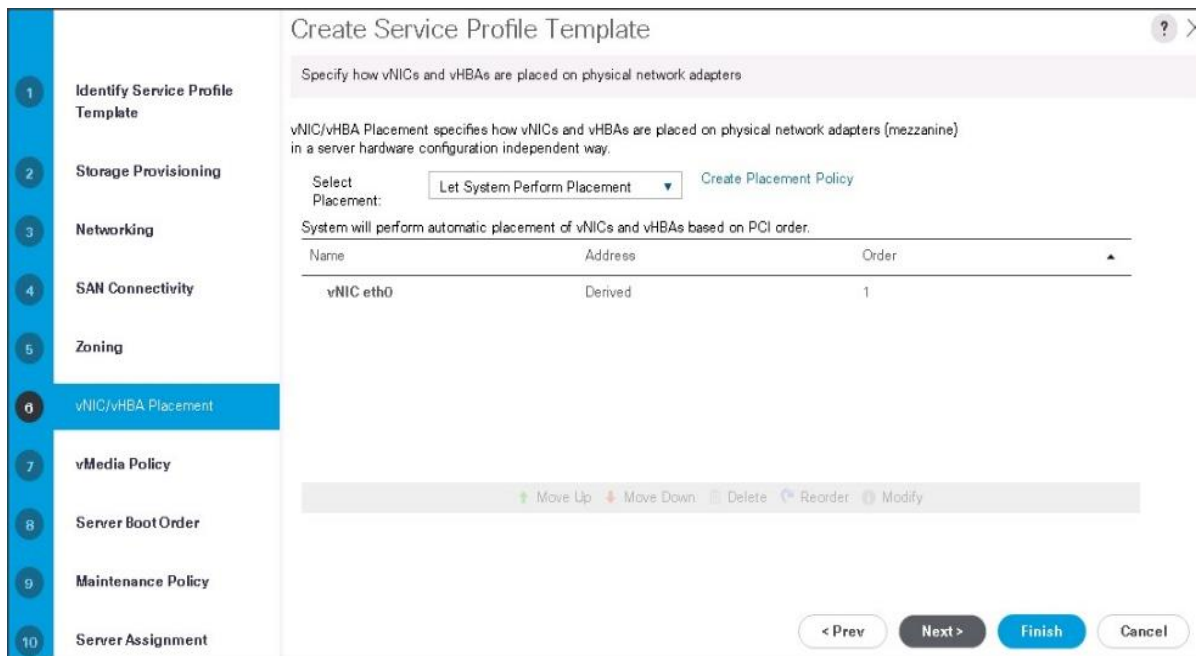 Create Service Profile Template
?
Specify how vNICs and vHBAs are placed on physical network adapters
1
Identify Service Profile
Template
vNIC/vHBA Placement specifies how vNICs and vHBAs are placed on physical network adapters (mezzanine)
in a server hardware configuration independent way.
2
Storage Provisioning
Select
Placement:
Let System Perform Placement
Create Placement Policy
3
Networking
System will perform automatic placement of vNICs and vHBAs based on PCI order.
Name Address Order
4
SAN Connectivity
vNIC eth0 Derived 1
5
Zoning
6
vNIC/vHBA Placement
7
vMedia Policy
Move Up Move Down Delete Reorder Modify
8
Server Boot Order
9
Maintenance Policy
10
Server Assignment
< Prev Next > Finish Cancel